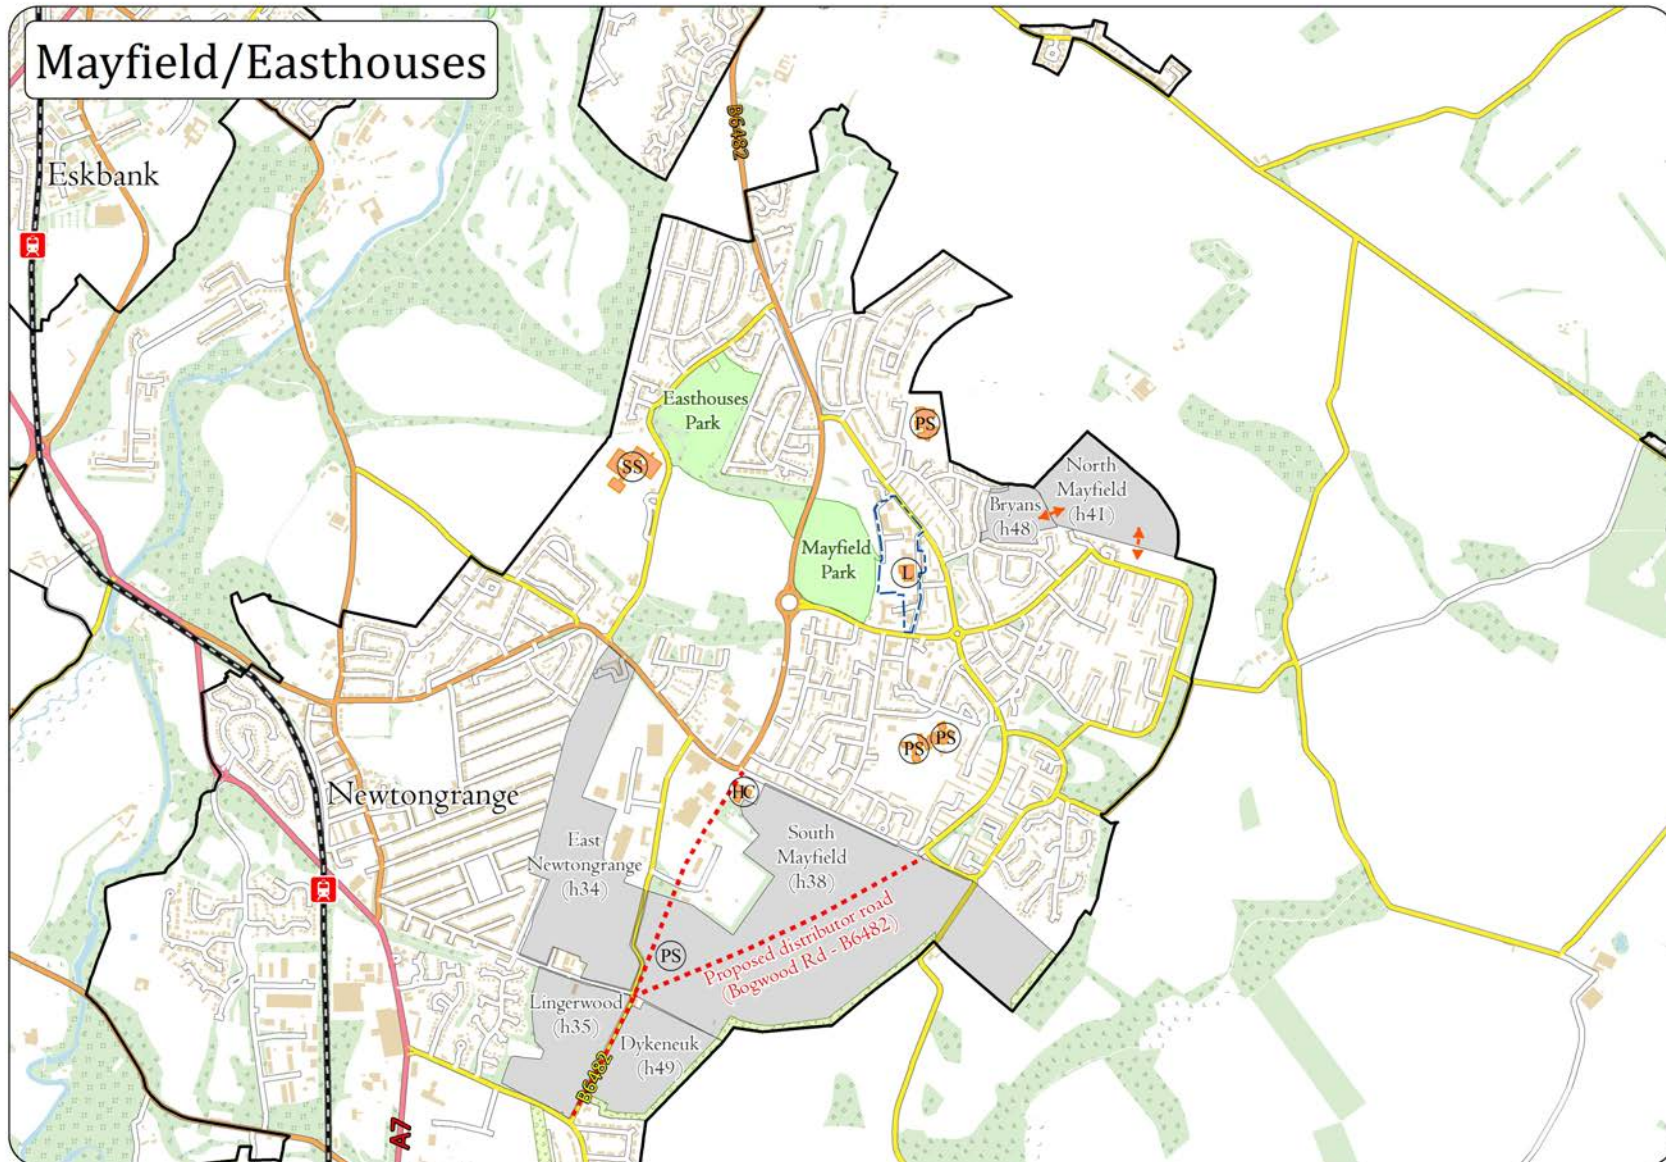 Mayfield/Easthouses
B6482
Eskbank
Easthouses
Park
PS
SS
North
Mayfield
(h41)
Bryans
(h48)
Mayfield
Park
L
PS
PS
HC
Newtongrange
East
Newtongrange
(h34)
South
Mayfield
(h38)
Proposed distributor road
(Bogwood Rd - B6482)
PS
Lingerwood
(h35)
Dykeneuk
(h49)
B6482
A7